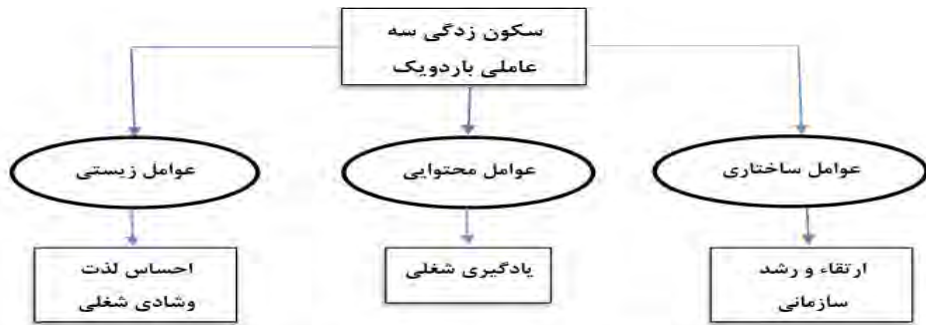 سکون زدگی سه
عاملی باردویک
عوامل ساختاری
عوامل محتوایی
عوامل زیستی
ارتقاء و رشد
سازمانی
یادگیری شغلی
احساس لذت
وشادی شغلی